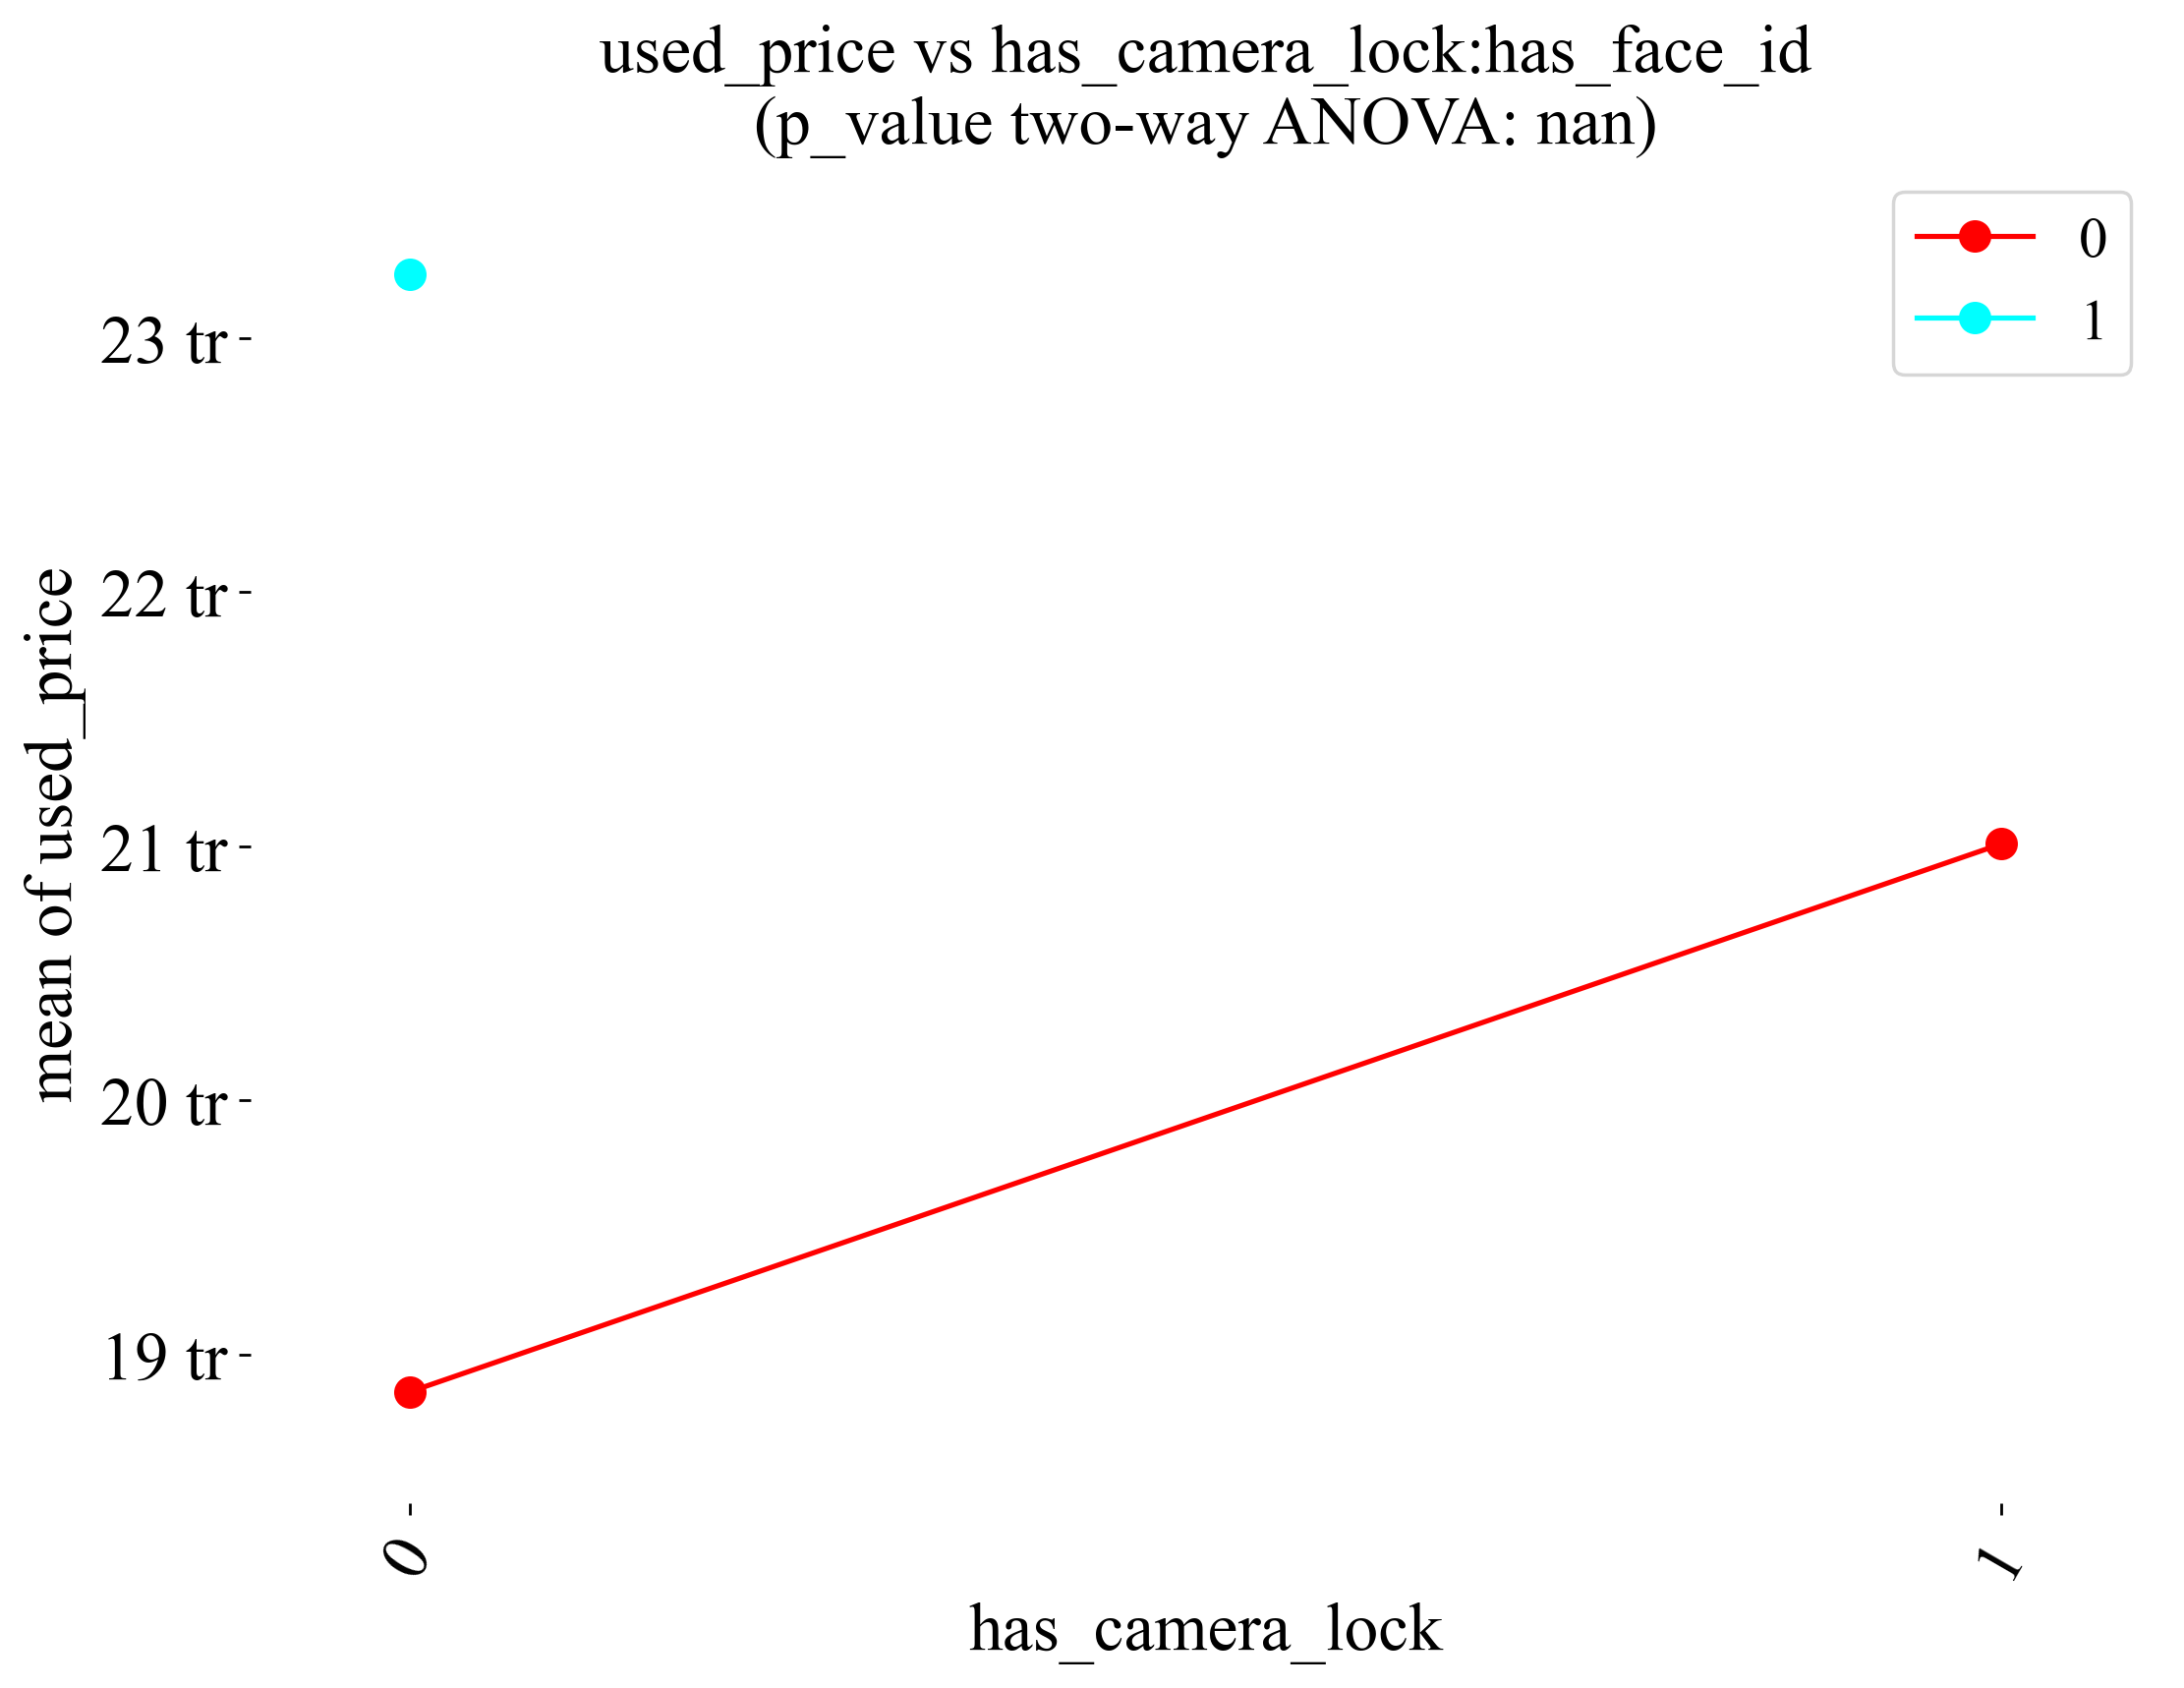 used_price vs has_camera_lock:has_face_id
(p_value two-way ANOVA: nan)
0
1
23 tr
22 tr
21 tr
20 tr
19 tr
mean of used_price
0
1
has_camera_lock